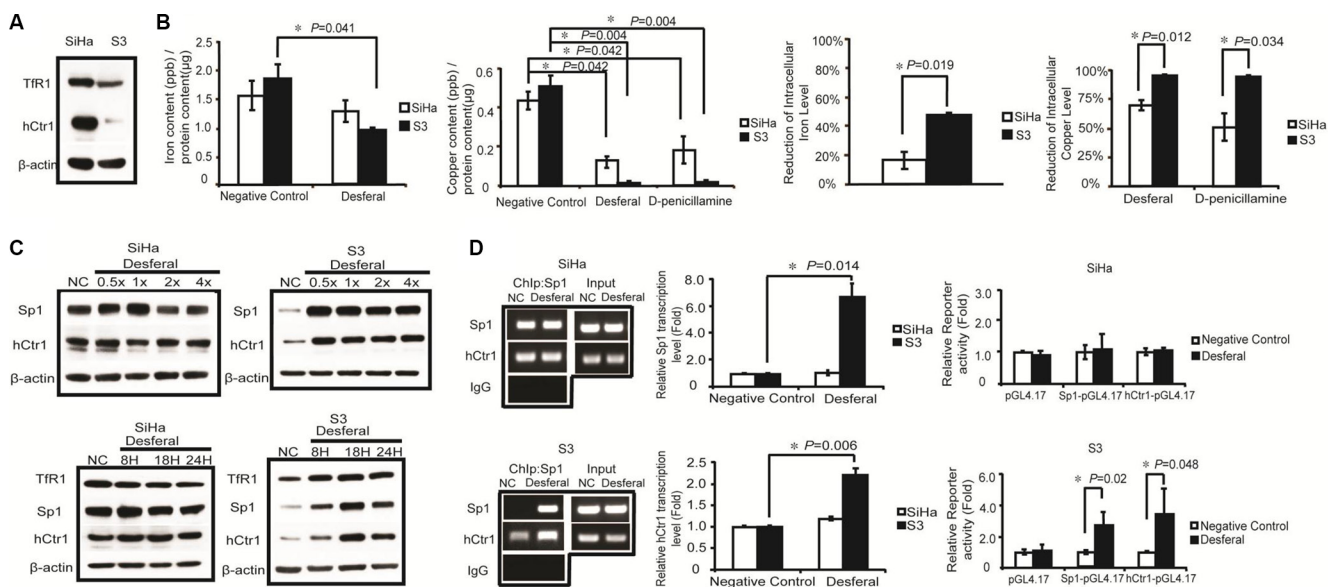 A
SiHa S3
TfR1
hCtr1
β-actin
B
* P=0.041
Iron content (ppb) /
protein content(μg)
2.5
2.0
1.5
1.0
1.5
0
Negative Control Desferal
SiHa
S3
* P=0.004
* P=0.004
* P=0.042
* P=0.042
Copper content (ppb) /
protein content(μg)
0.6
0.4
0.2
0
Negative Control Desferal D-penicillamine
SiHa
S3
Reduction of Intracellular
Iron Level
100%
80%
60%
40%
20%
0%
* P=0.019
SiHa
S3
Reduction of Intracellular
Copper Level
100%
75%
50%
25%
0%
* P=0.012
* P=0.034
Desferal D-penicillamine
SiHa
S3
C
SiHa
Desferal
NC 0.5x 1x 2x 4x
Sp1
hCtr1
β-actin
S3
Desferal
NC 0.5x 1x 2x 4x
Sp1
hCtr1
β-actin
SiHa
Desferal
NC 8H 18H 24H
TfR1
Sp1
hCtr1
β-actin
S3
Desferal
NC 8H 18H 24H
TfR1
Sp1
hCtr1
β-actin
D
SiHa
ChIp:Sp1 Input
NC Desferal NC Desferal
Sp1
hCtr1
IgG
Relative Sp1 transcription
level (Fold)
8.0
6.0
4.0
2.0
0
* P=0.014
Negative Control Desferal
SiHa
S3
SiHa
Relative Reporter
activity (Fold)
3.0
2.0
1.0
0
pGL4.17 Sp1-pGL4.17 hCtr1-pGL4.17
Negative Control
Desferal
S3
ChIp:Sp1 Input
NC Desferal NC Desferal
Sp1
hCtr1
IgG
Relative hCtr1 transcription
level (Fold)
2.5
2.0
1.5
1.0
0.5
0
* P=0.006
Negative Control Desferal
SiHa
S3
S3
Relative Reporter
activity (Fold)
6.0
4.0
2.0
0
* P=0.02
* P=0.048
pGL4.17 Sp1-pGL4.17 hCtr1-pGL4.17
Negative Control
Desferal